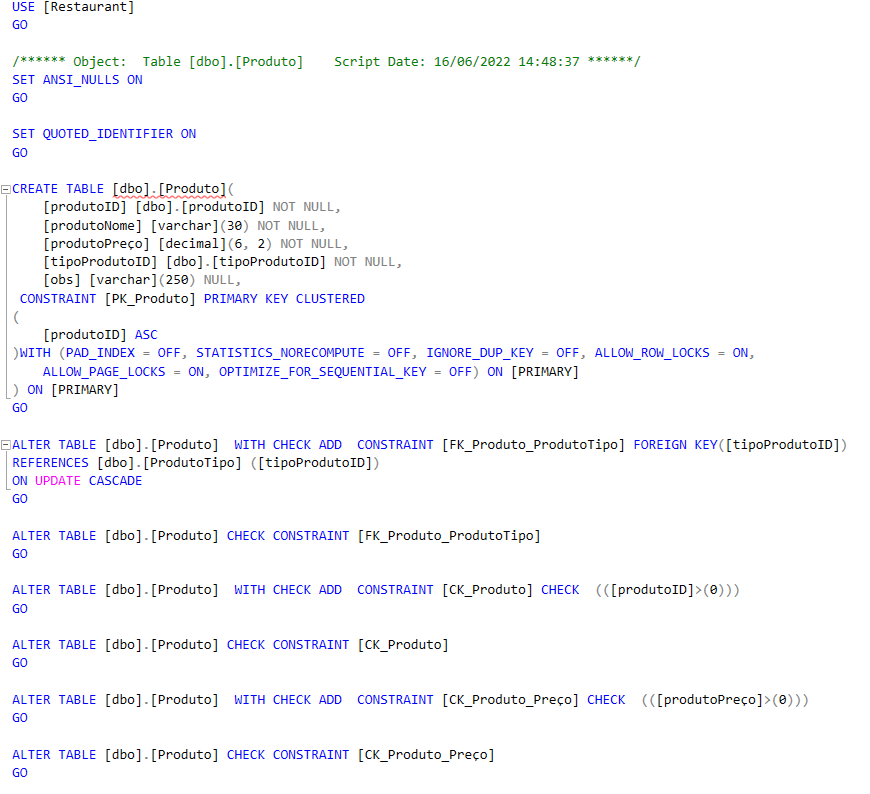 USE [Restaurant]
GO
/****** Object:  Table [dbo].[Produto]    Script Date: 16/06/2022 14:48:37 ******/
SET ANSI_NULLS ON
GO
SET QUOTED_IDENTIFIER ON
GO
CREATE TABLE [dbo].[Produto](
    [produtoID] [dbo].[produtoID] NOT NULL,
    [produtoNome] [varchar](30) NOT NULL,
    [produtoPreço] [decimal](6, 2) NOT NULL,
    [tipoProdutoID] [dbo].[tipoProdutoID] NOT NULL,
    [obs] [varchar](250) NULL,
 CONSTRAINT [PK_Produto] PRIMARY KEY CLUSTERED
(
    [produtoID] ASC
)WITH (PAD_INDEX = OFF, STATISTICS_NORECOMPUTE = OFF, IGNORE_DUP_KEY = OFF, ALLOW_ROW_LOCKS = ON,
    ALLOW_PAGE_LOCKS = ON, OPTIMIZE_FOR_SEQUENTIAL_KEY = OFF) ON [PRIMARY]
) ON [PRIMARY]
GO
ALTER TABLE [dbo].[Produto]  WITH CHECK ADD  CONSTRAINT [FK_Produto_ProdutoTipo] FOREIGN KEY([tipoProdutoID])
REFERENCES [dbo].[ProdutoTipo] ([tipoProdutoID])
ON UPDATE CASCADE
GO
ALTER TABLE [dbo].[Produto] CHECK CONSTRAINT [FK_Produto_ProdutoTipo]
GO
ALTER TABLE [dbo].[Produto]  WITH CHECK ADD  CONSTRAINT [CK_Produto] CHECK  (([produtoID]>(0)))
GO
ALTER TABLE [dbo].[Produto] CHECK CONSTRAINT [CK_Produto]
GO
ALTER TABLE [dbo].[Produto]  WITH CHECK ADD  CONSTRAINT [CK_Produto_Preço] CHECK  (([produtoPreço]>(0)))
GO
ALTER TABLE [dbo].[Produto] CHECK CONSTRAINT [CK_Produto_Preço]
GO